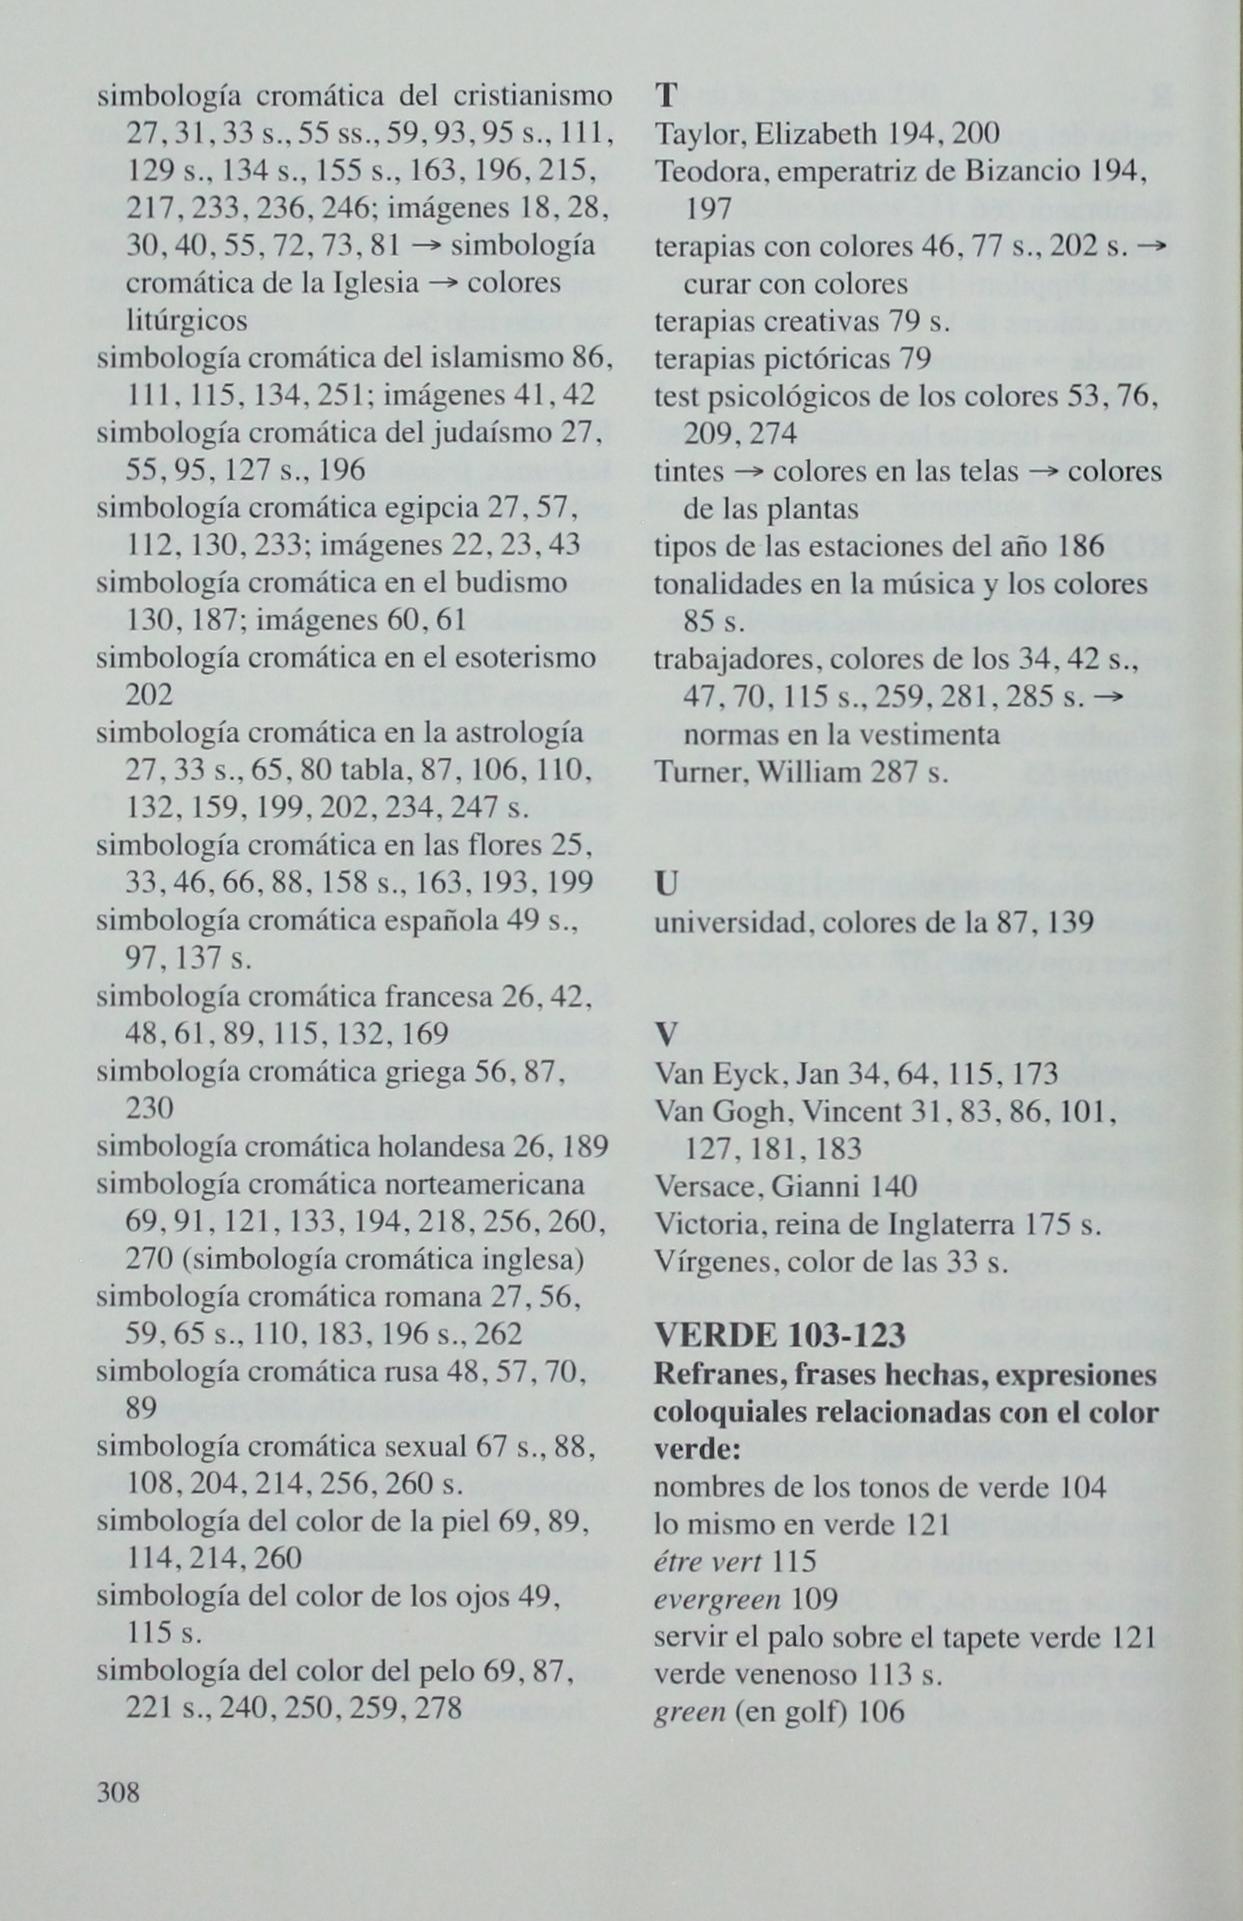 simbología cromática del cristianismo
27, 31, 33 s., 55 ss., 59, 93, 95 s., 111,
129 s., 134 s., 155 s., 163, 196, 215,
217, 233, 236, 246; imágenes 18, 28,
30, 40, 55, 72, 73, 81 → simbología
cromática de la Iglesia → colores
litúrgicos
simbología cromática del islamismo 86,
111, 115, 134, 251; imágenes 41, 42
simbología cromática del judaísmo 27,
55, 95, 127 s., 196
simbología cromática egipcia 27, 57,
112, 130, 233; imágenes 22, 23, 43
simbología cromática en el budismo
130, 187; imágenes 60, 61
simbología cromática en el esoterismo
202
simbología cromática en la astrología
27, 33 s., 65, 80 tabla, 87, 106, 110,
132, 159, 199, 202, 234, 247 s.
simbología cromática en las flores 25,
33, 46, 66, 88, 158 s., 163, 193, 199
simbología cromática española 49 s.,
97, 137 s.
simbología cromática francesa 26, 42,
48, 61, 89, 115, 132, 169
simbología cromática griega 56, 87,
230
simbología cromática holandesa 26, 189
simbología cromática norteamericana
69, 91, 121, 133, 194, 218, 256, 260,
270 (simbología cromática inglesa)
simbología cromática romana 27, 56,
59, 65 s., 110, 183, 196 s., 262
simbología cromática rusa 48, 57, 70,
89
simbología cromática sexual 67 s., 88,
108, 204, 214, 256, 260 s.
simbología del color de la piel 69, 89,
114, 214, 260
simbología del color de los ojos 49,
115 s.
simbología del color del pelo 69, 87,
221 s., 240, 250, 259, 278
T
Taylor, Elizabeth 194, 200
Teodora, emperatriz de Bizancio 194,
197
terapias con colores 46, 77 s., 202 s. →
curar con colores
terapias creativas 79 s.
terapias pictóricas 79
test psicológicos de los colores 53, 76,
209, 274
tintes → colores en las telas → colores
de las plantas
tipos de las estaciones del año 186
tonalidades en la música y los colores
85 s.
trabajadores, colores de los 34, 42 s.,
47, 70, 115 s., 259, 281, 285 s. →
normas en la vestimenta
Turner, William 287 s.
U
universidad, colores de la 87, 139
V
Van Eyck, Jan 34, 64, 115, 173
Van Gogh, Vincent 31, 83, 86, 101,
127, 181, 183
Versace, Gianni 140
Victoria, reina de Inglaterra 175 s.
Vírgenes, color de las 33 s.
VERDE 103-123
Refranes, frases hechas, expresiones
coloquiales relacionadas con el color
verde:
nombres de los tonos de verde 104
lo mismo en verde 121
étre vert 115
evergreen 109
servir el palo sobre el tapete verde 121
verde venenoso 113 s.
green (en golf) 106
308